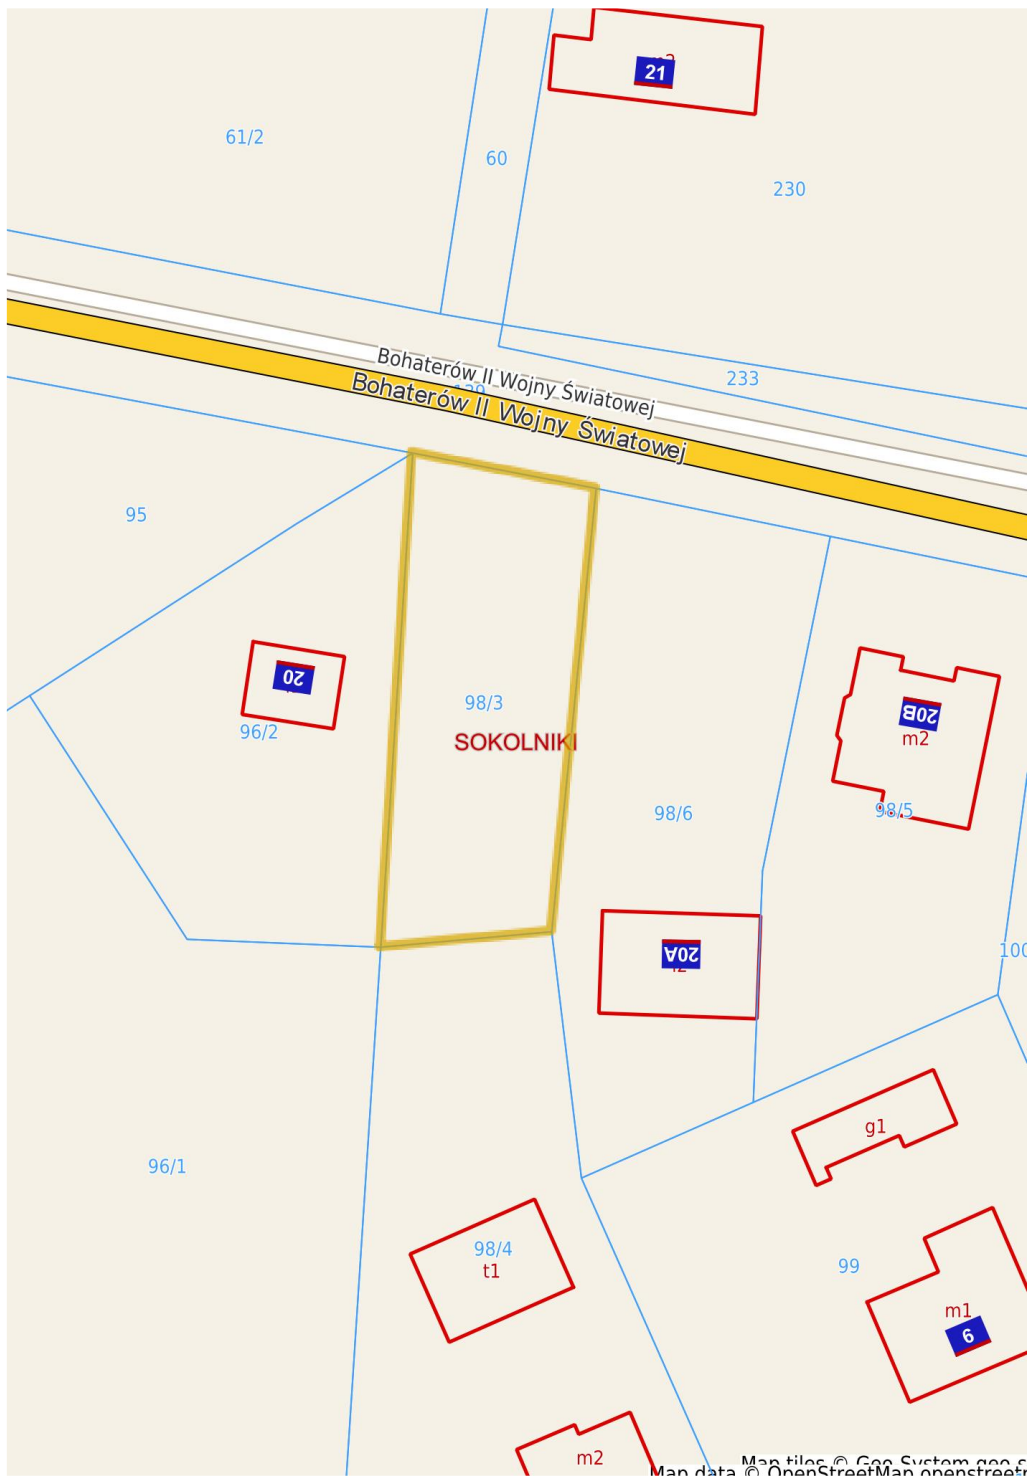 21
61/2
60
230
Bohaterów II Wojny Światowej
233
Bohaterów II Wojny Światowej
95
20
96/2
98/3
SOKOLNIKI
20B
m2
98/6
98/5
20A
100
g1
96/1
98/4
t1
99
m1
6
m2
Map tiles © Geo-System geo-s
Map data © OpenStreetMap openstreetm